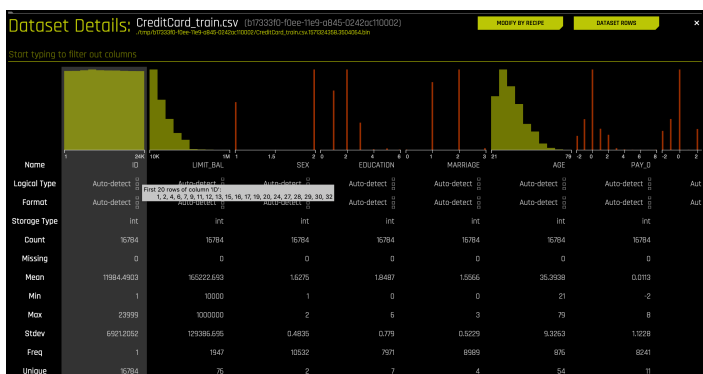 Dataset Details: CreditCard_train.csv (b17333f0-f0ee-11e9-a845-0242ac110002)
./tmp/b17333f0-f0ee-11e9-a845-0242ac110002/CreditCard_train.csv.1571324358.3504064.bin
MODIFY BY RECIPE
DATASET ROWS
×
Start typing to filter out columns
1 24K 10K 1M 1 1.5 2 0 2 4 6 0 1 2 3 21 79 -2 0 2 4 6 8 -2 0 2
Name ID LIMIT_BAL SEX EDUCATION MARRIAGE AGE PAY_0
Logical Type Auto-detect Auto-detect Auto-detect Auto-detect Auto-detect Auto-detect Auto-detect Aut
First 20 rows of column 'ID':
1, 2, 4, 6, 7, 9, 11, 12, 13, 15, 16, 17, 19, 20, 24, 27, 28, 29, 30, 32
Format Auto-detect Auto-detect Auto-detect Auto-detect Auto-detect Auto-detect Auto-detect Aut
Storage Type int int int int int int int
Count 16784 16784 16784 16784 16784 16784 16784
Missing 0 0 0 0 0 0 0
Mean 11984.4903 165222.693 1.6275 1.8487 1.5566 35.3938 0.0113
Min 1 10000 1 0 0 21 -2
Max 23999 1000000 2 6 3 79 8
Stdev 6921.2052 129386.695 0.4835 0.779 0.5229 9.3263 1.1228
Freq 1 1947 10532 7971 8989 876 8241
Unique 16784 76 2 7 4 54 11